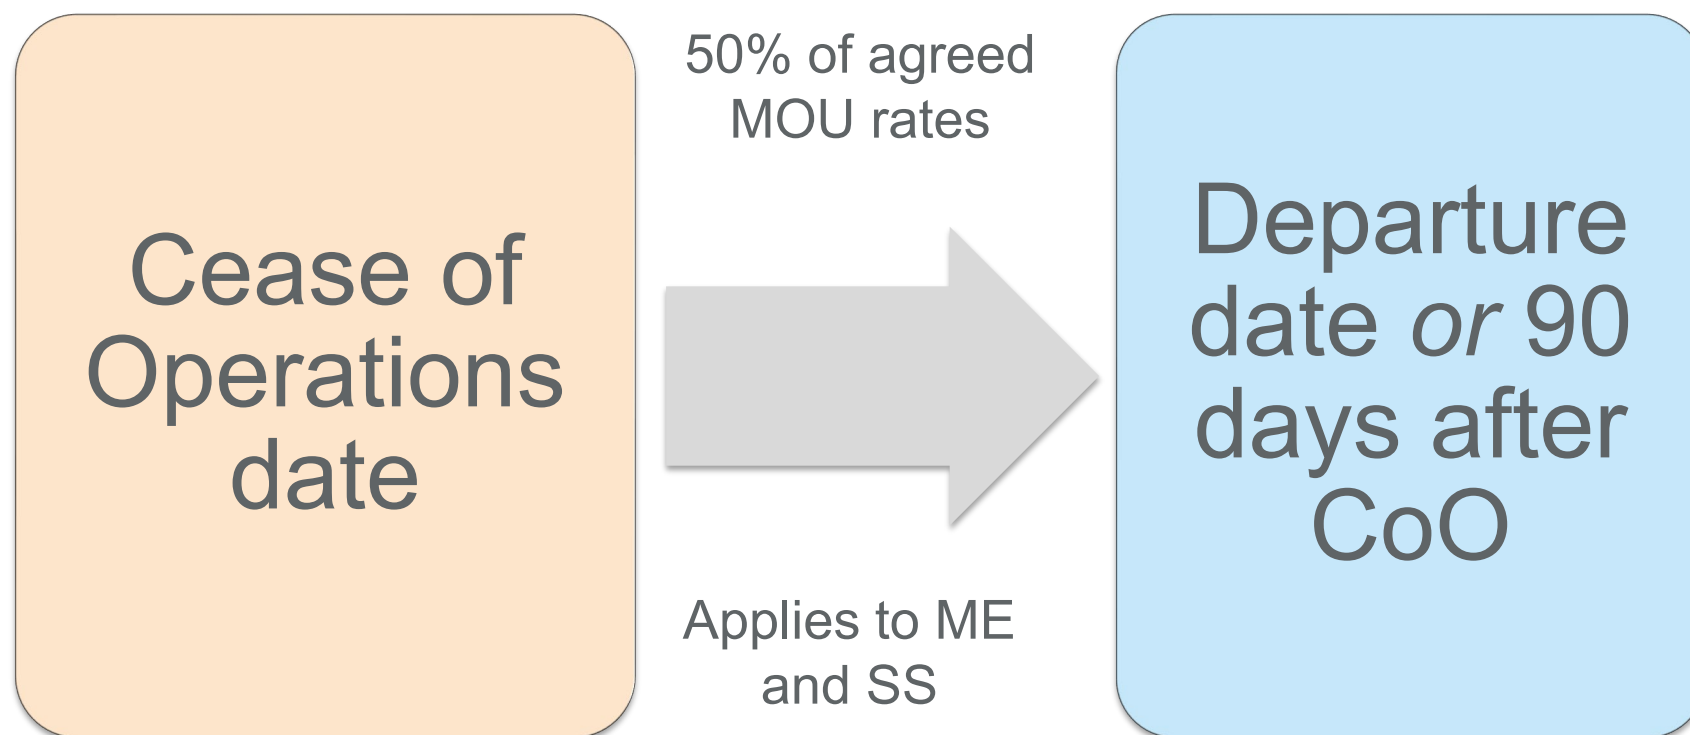 Cease of
Operations
date
50% of agreed
MOU rates
Applies to ME
and SS
Departure
date or 90
days after
CoO